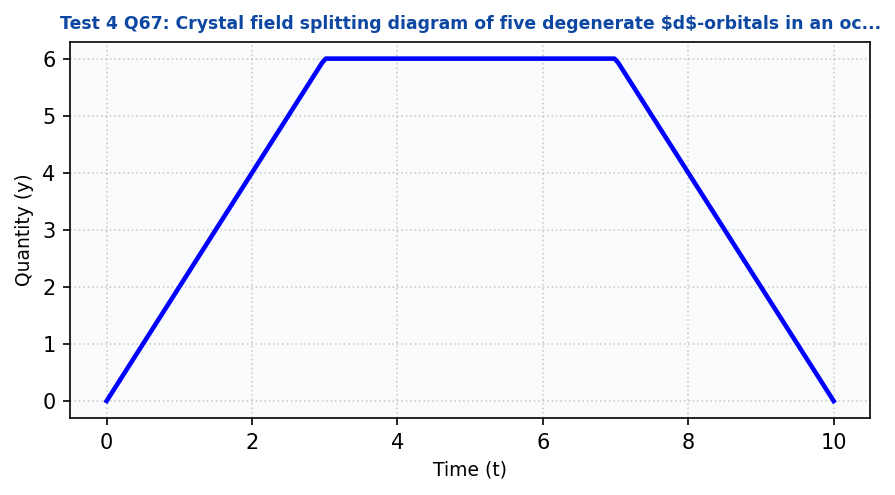 Test 4 Q67: Crystal field splitting diagram of five degenerate $d$-orbitals in an oc...
6
5
4
3
2
1
0
Quantity (y)
0 2 4 6 8 10
Time (t)